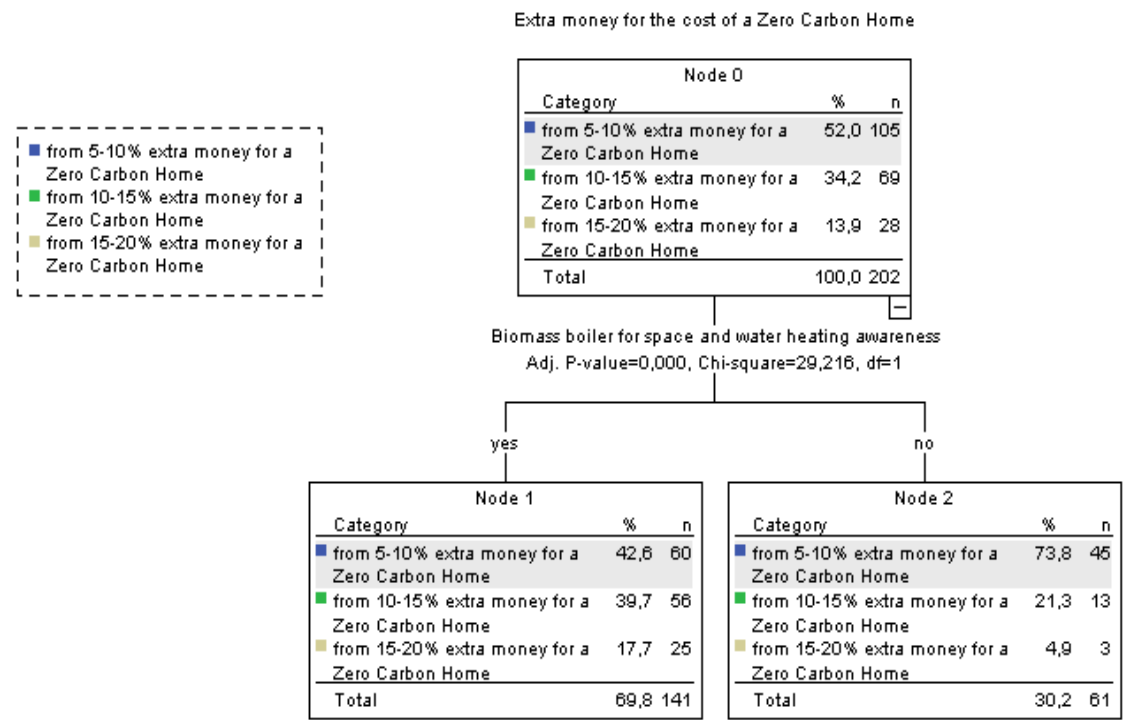 Extra money for the cost of a Zero Carbon Home
from 5-10% extra money for a
Zero Carbon Home
from 10-15% extra money for a
Zero Carbon Home
from 15-20% extra money for a
Zero Carbon Home
Node 0
Category % n
from 5-10% extra money for a 52,0 105
Zero Carbon Home
from 10-15% extra money for a 34,2 69
Zero Carbon Home
from 15-20% extra money for a 13,9 28
Zero Carbon Home
Total 100,0 202
Biomass boiler for space and water heating awareness
Adj. P-value=0,000, Chi-square=29,216, df=1
yes
no
Node 1
Category % n
from 5-10% extra money for a 42,6 60
Zero Carbon Home
from 10-15% extra money for a 39,7 56
Zero Carbon Home
from 15-20% extra money for a 17,7 25
Zero Carbon Home
Total 69,8 141
Node 2
Category % n
from 5-10% extra money for a 73,8 45
Zero Carbon Home
from 10-15% extra money for a 21,3 13
Zero Carbon Home
from 15-20% extra money for a 4,9 3
Zero Carbon Home
Total 30,2 61